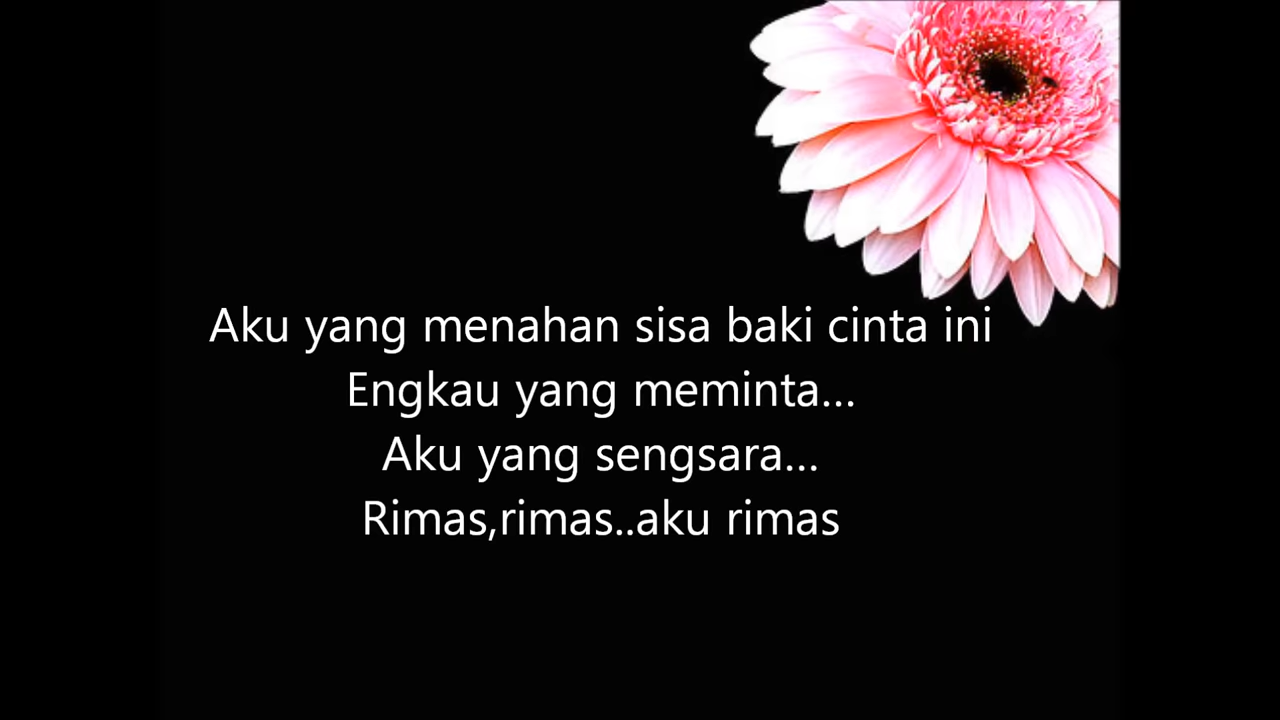 Aku yang menahan sisa baki cinta ini
Engkau yang meminta...
Aku yang sengsara...
Rimas,rimas..aku rimas